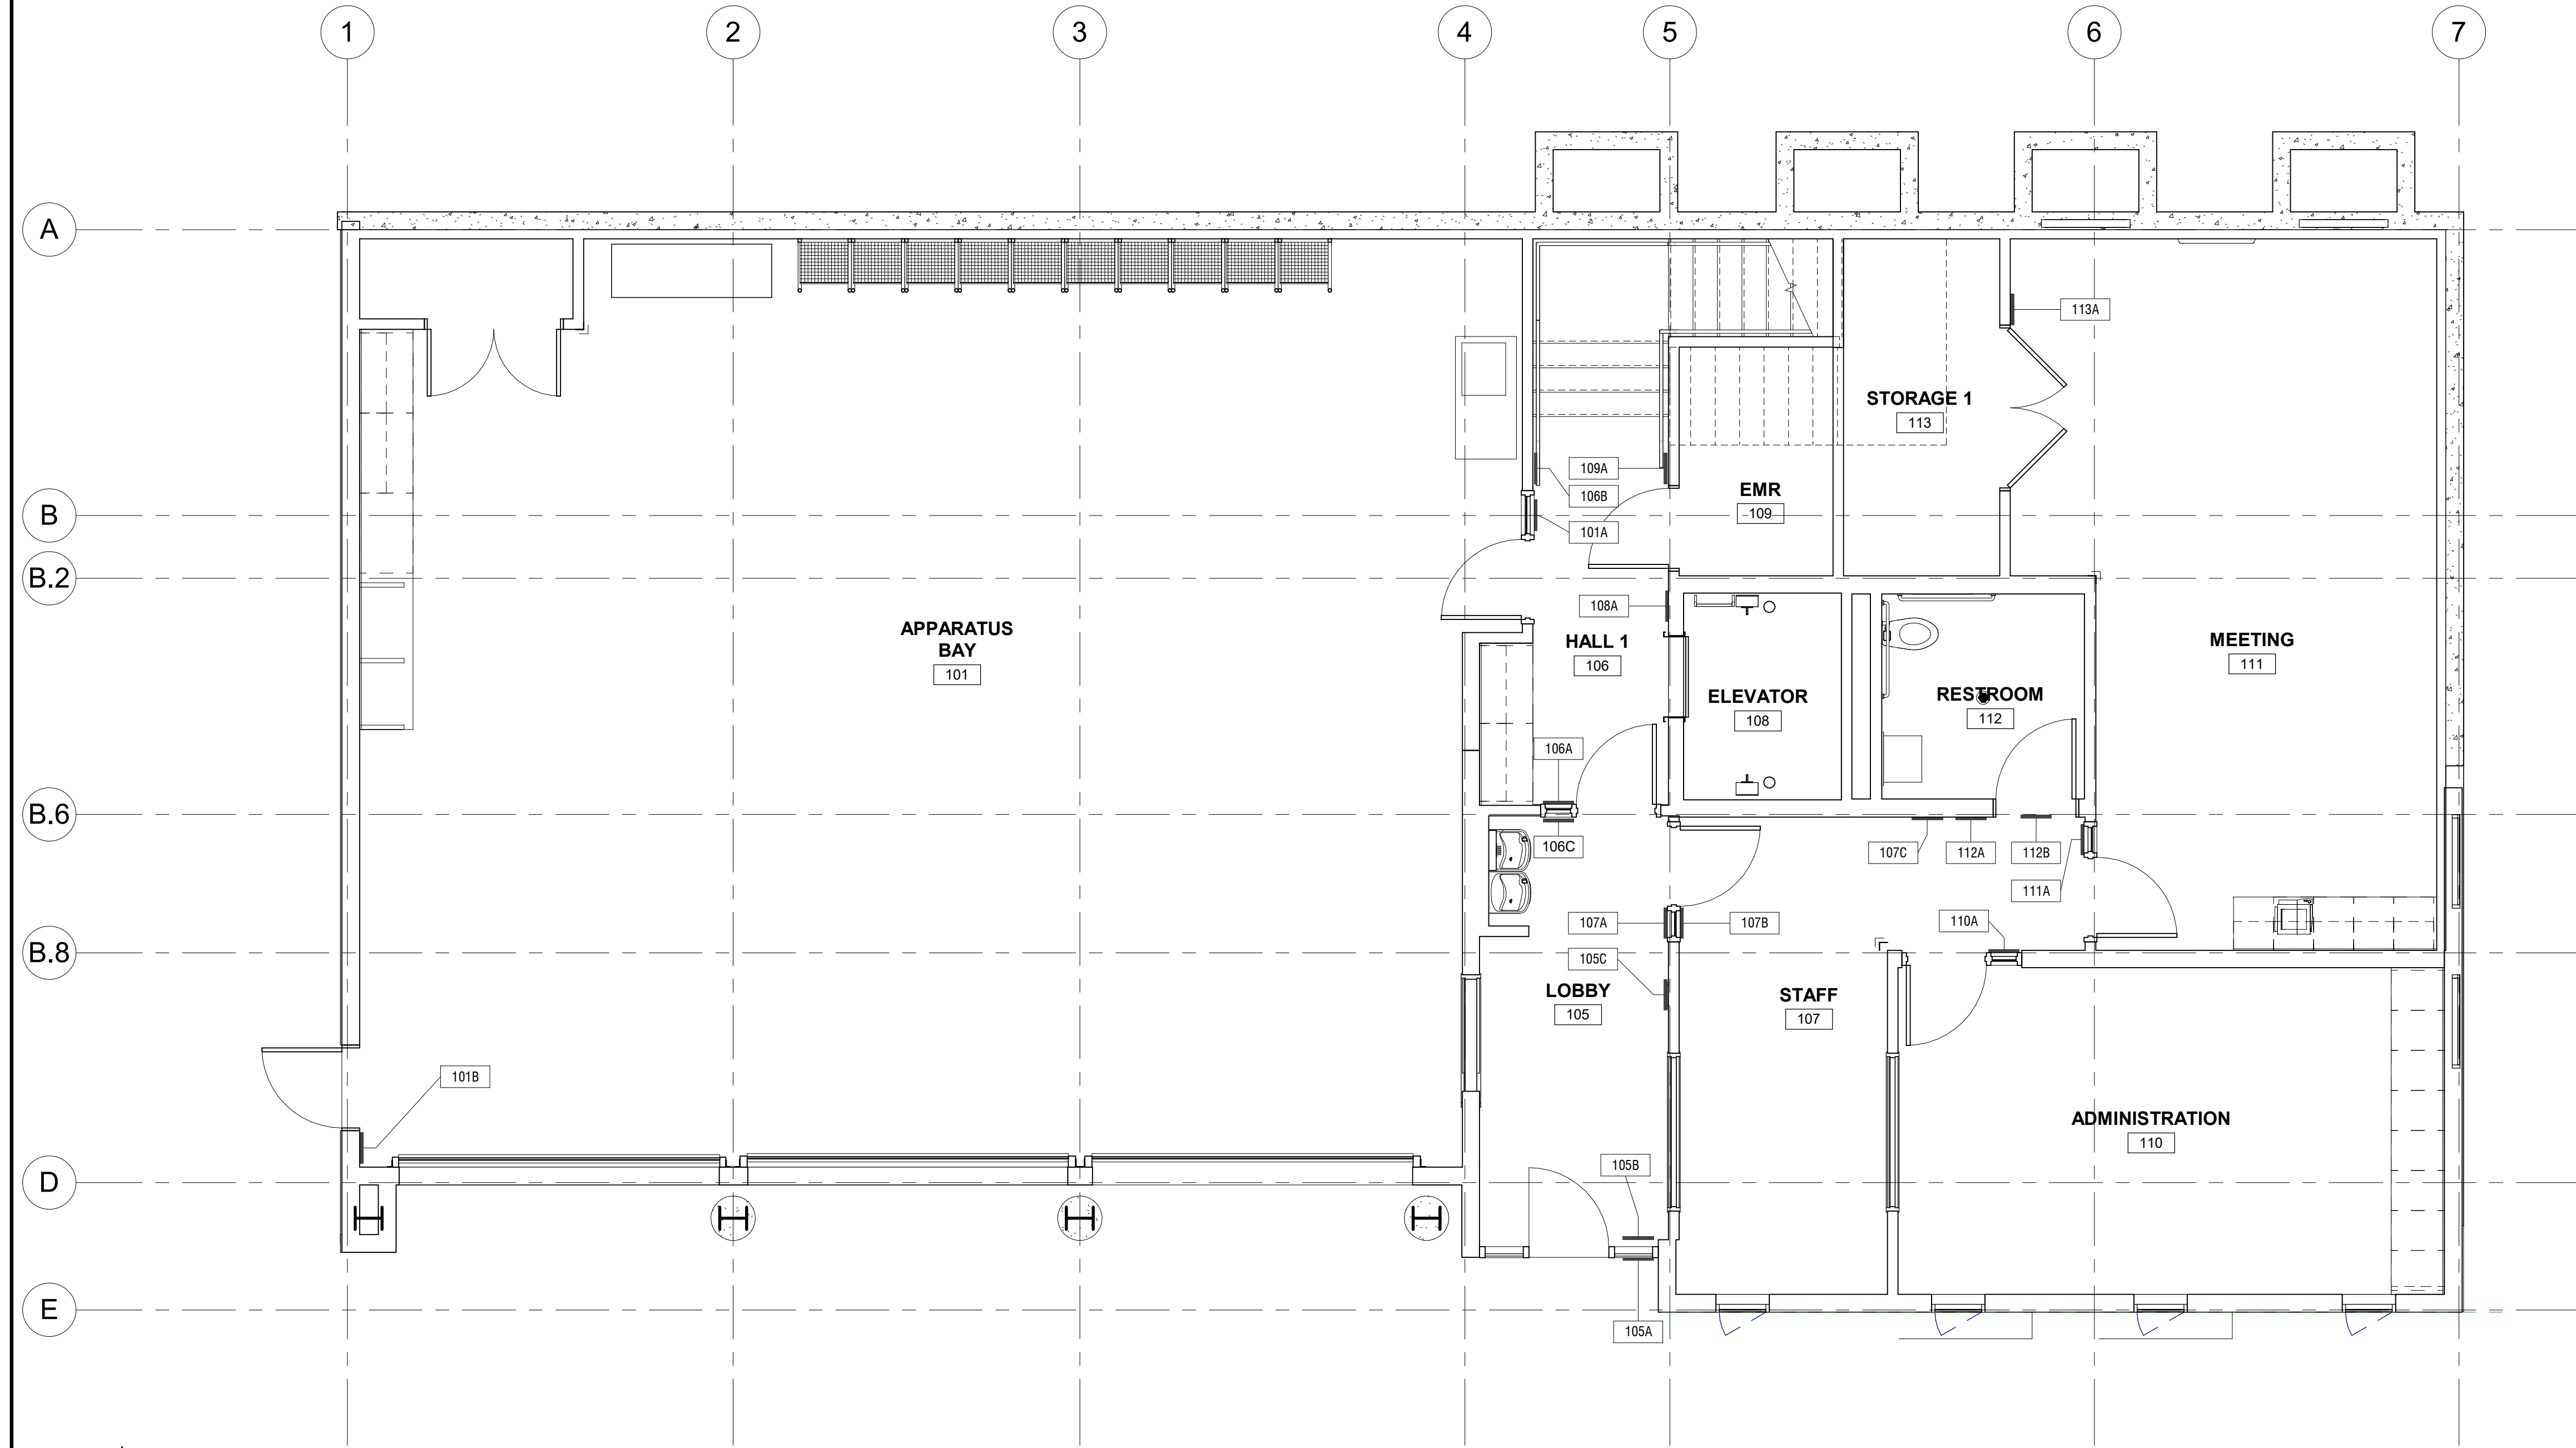 1
2
3
4
5
6
7
A
113A
STORAGE 1
113
109A
106B
EMR
109
B
101A
B.2
108A
APPARATUS
BAY
101
HALL 1
106
MEETING
111
ELEVATOR
108
RESTROOM
112
106A
B.6
106C
107C
112A
112B
111A
107A
107B
110A
B.8
105C
LOBBY
105
STAFF
107
101B
ADMINISTRATION
110
105B
D
E
105A